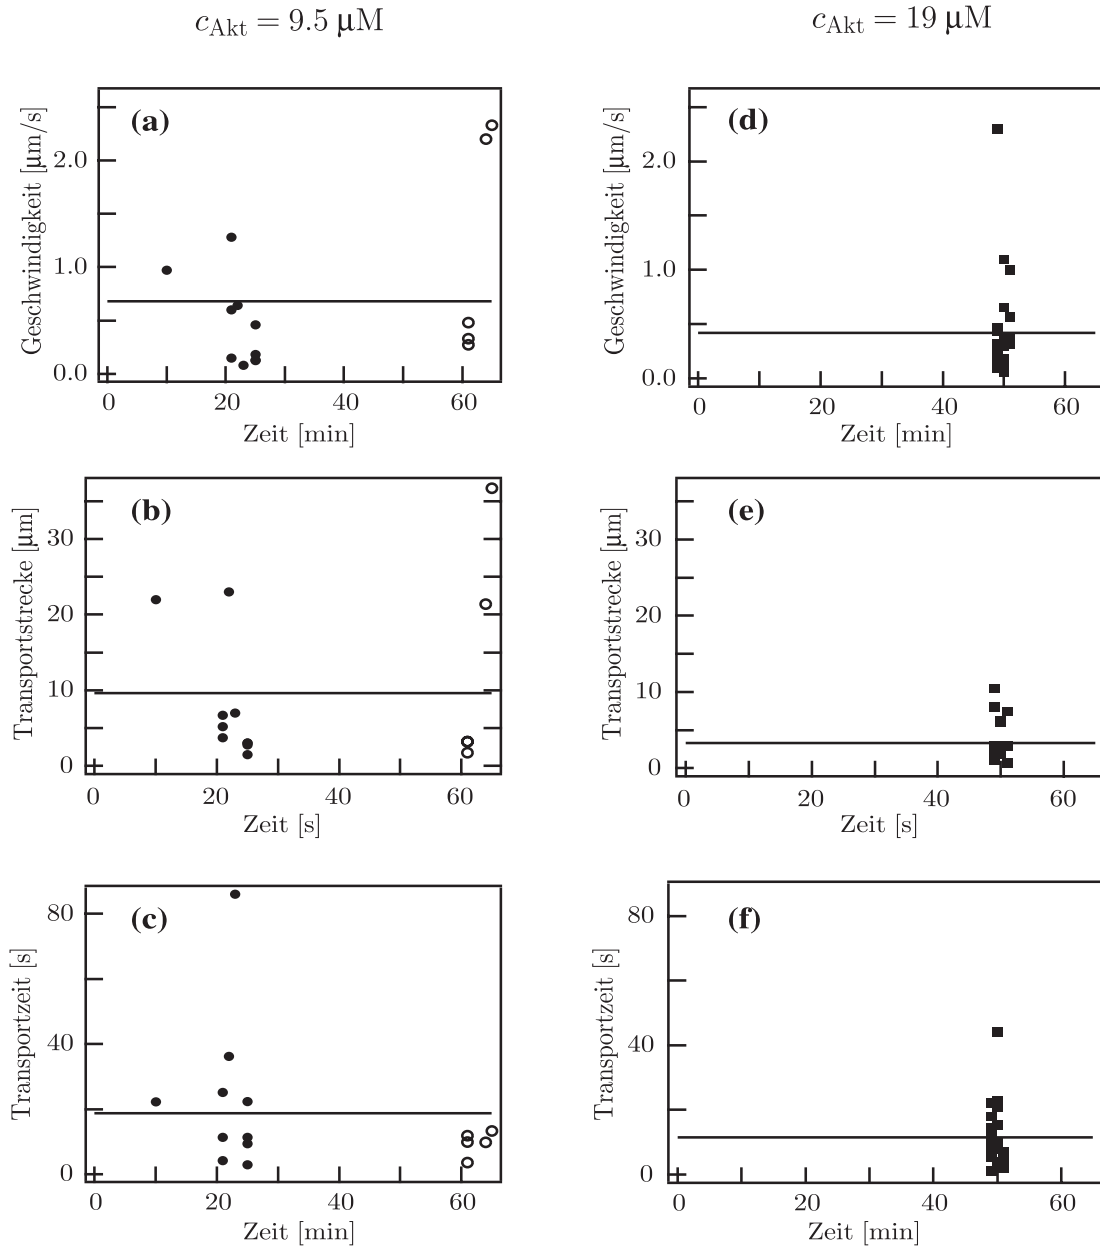 c_Akt = 9.5 µM
c_Akt = 19 µM
(a)
Geschwindigkeit [µm/s]
2.0
1.0
0.0
0 20 40 60
Zeit [min]
(d)
Geschwindigkeit [µm/s]
2.0
1.0
0.0
0 20 40 60
Zeit [min]
(b)
Transportstrecke [µm]
30
20
10
0
0 20 40 60
Zeit [s]
(e)
Transportstrecke [µm]
30
20
10
0
0 20 40 60
Zeit [s]
(c)
Transportzeit [s]
80
40
0
0 20 40 60
Zeit [min]
(f)
Transportzeit [s]
80
40
0
0 20 40 60
Zeit [min]